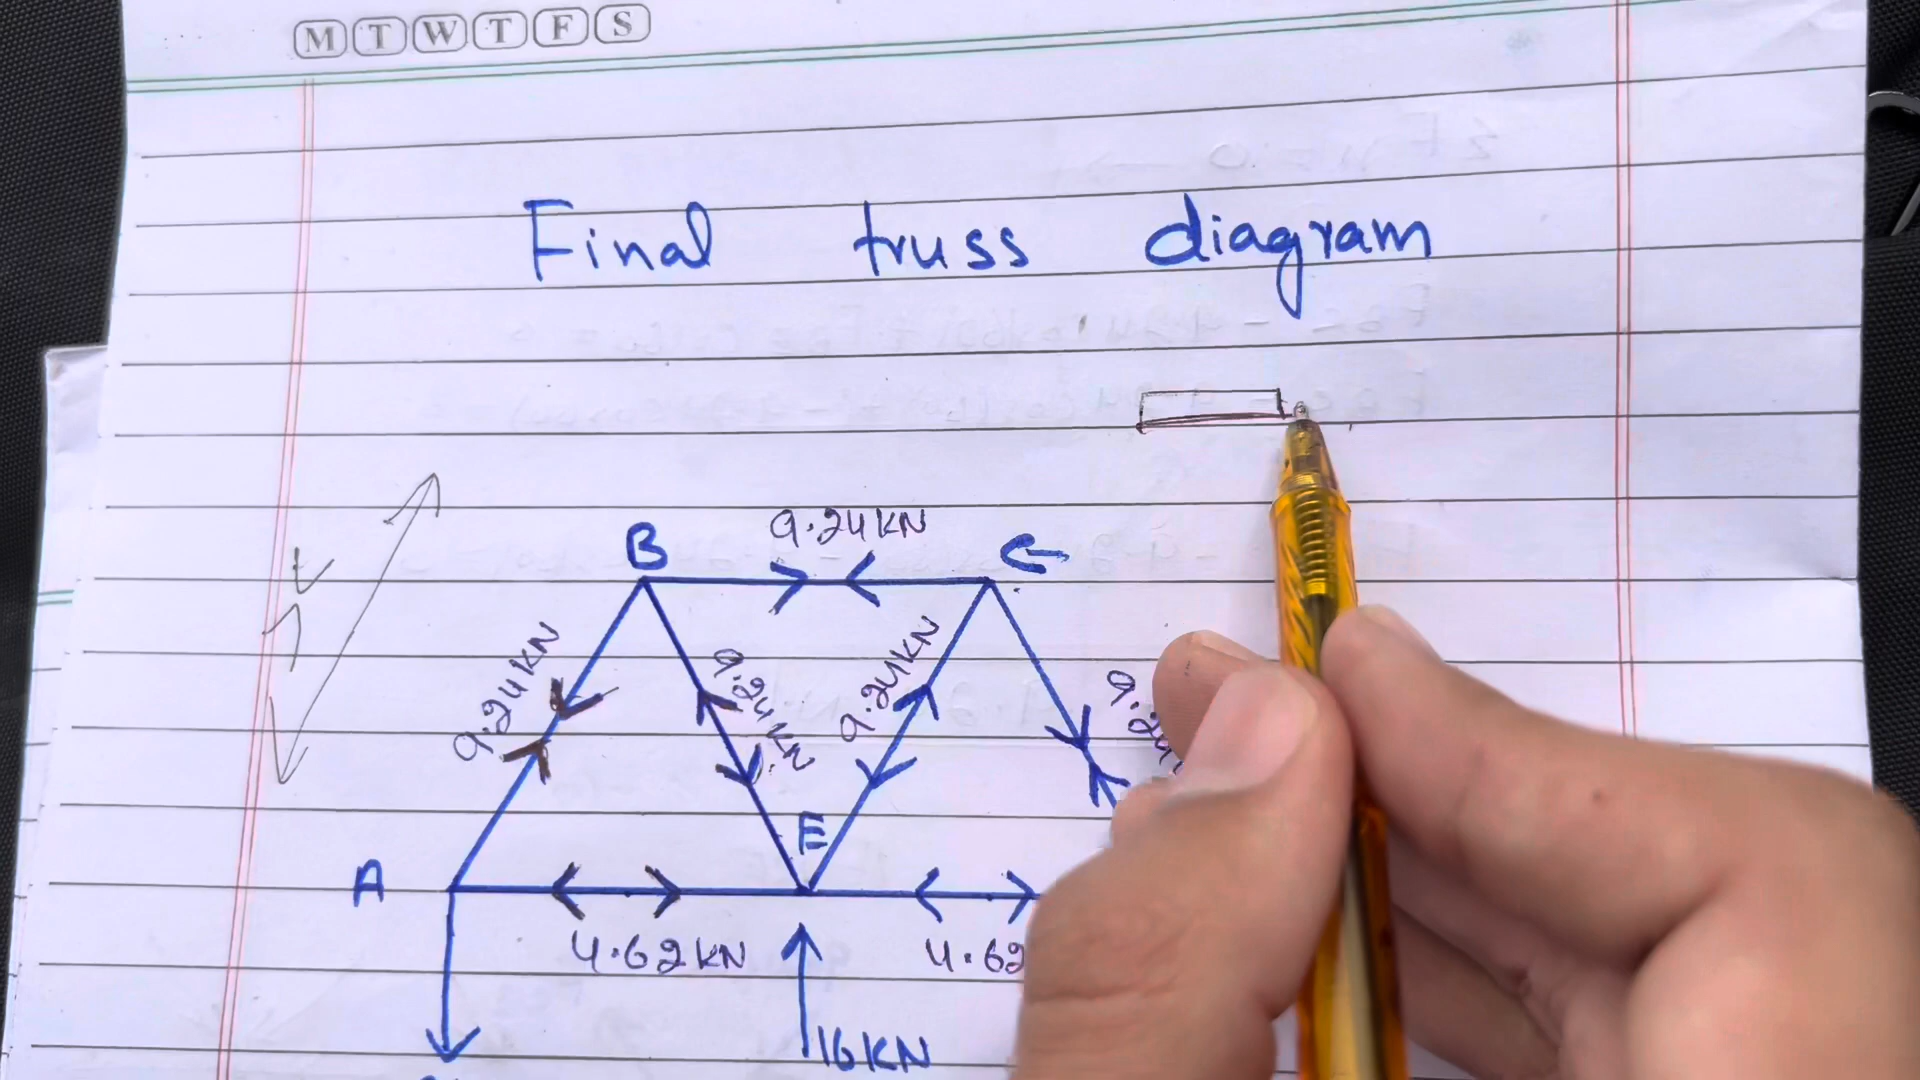 M T W T F S
Final truss diagram
B 9.24KN C
9.24KN 9.24KN 9.24KN
E
A
4.62KN 4.62
16KN